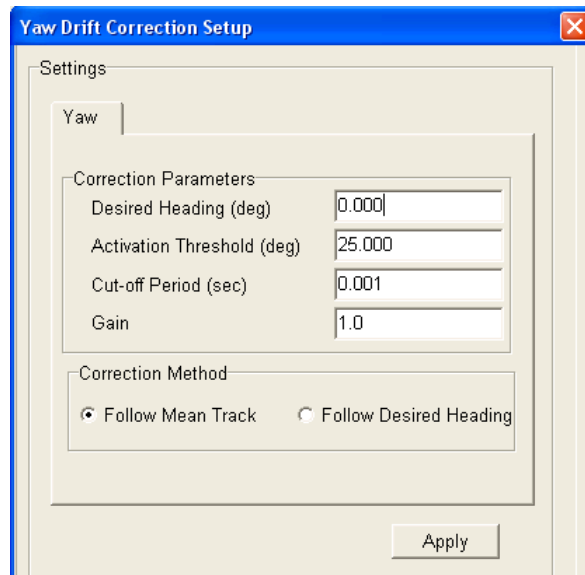 Yaw Drift Correction Setup
Settings
Yaw
Correction Parameters
Desired Heading (deg) 0.000
Activation Threshold (deg) 25.000
Cut-off Period (sec) 0.001
Gain 1.0
Correction Method
Follow Mean Track Follow Desired Heading
Apply